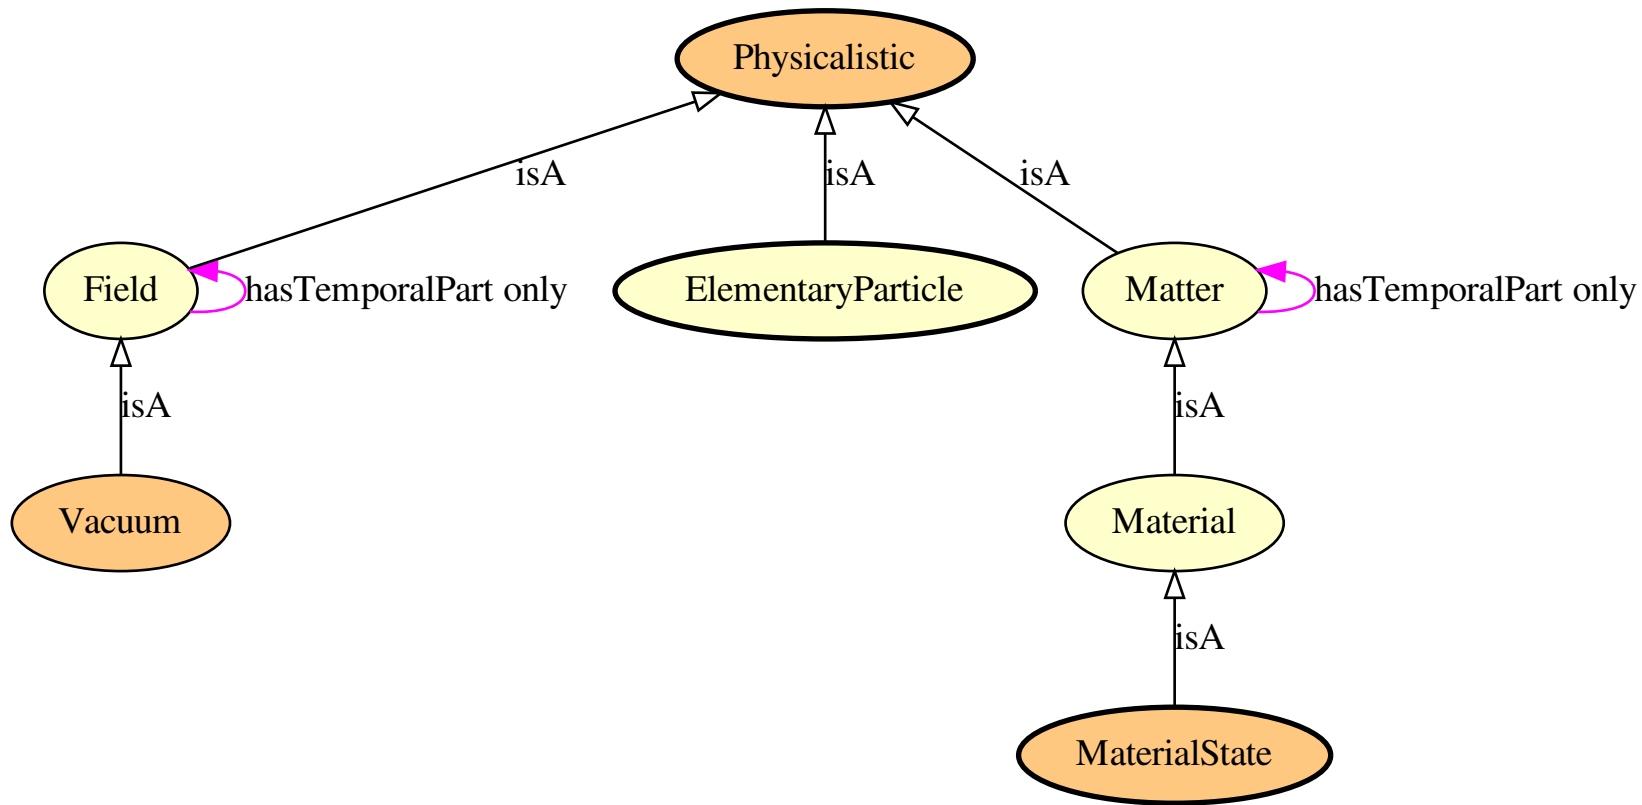 Physicalistic
isA
isA
isA
Field
hasTemporalPart only
ElementaryParticle
Matter
hasTemporalPart only
isA
isA
Vacuum
Material
isA
MaterialState